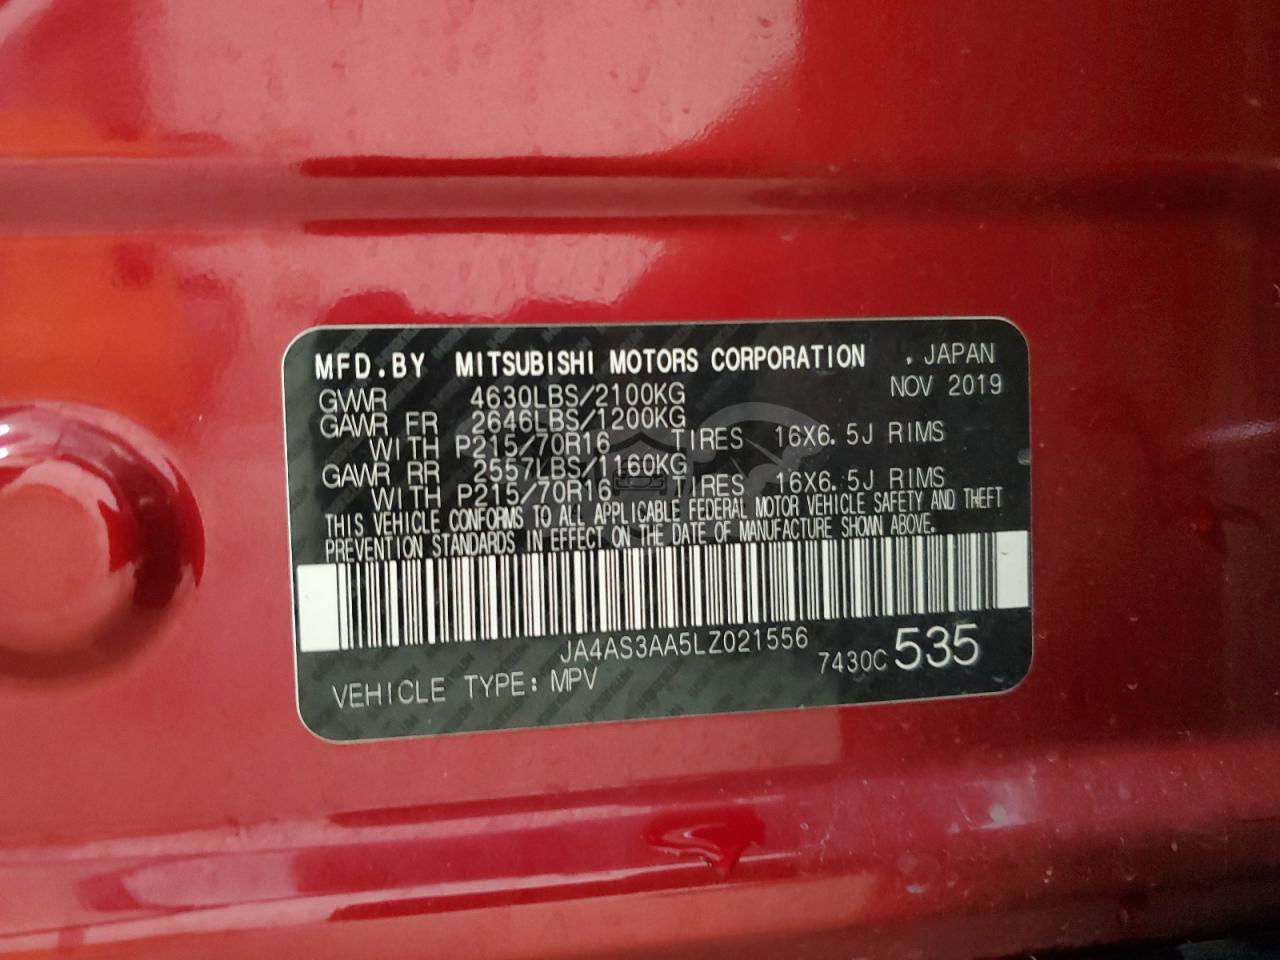 MFD.BY MITSUBISHI MOTORS CORPORATION , JAPAN
NOV 2019
GVWR 4630LBS/2100KG
GAWR FR 2646LBS/1200KG
WITH P215/70R16 TIRES 16X6.5J RIMS
GAWR RR 2557LBS/1160KG
WITH P215/70R16 TIRES 16X6.5J RIMS
THIS VEHICLE CONFORMS TO ALL APPLICABLE FEDERAL MOTOR VEHICLE SAFETY AND THEFT
PREVENTION STANDARDS IN EFFECT ON THE DATE OF MANUFACTURE SHOWN ABOVE.
JA4AS3AA5LZ021556
7430C 535
VEHICLE TYPE: MPV